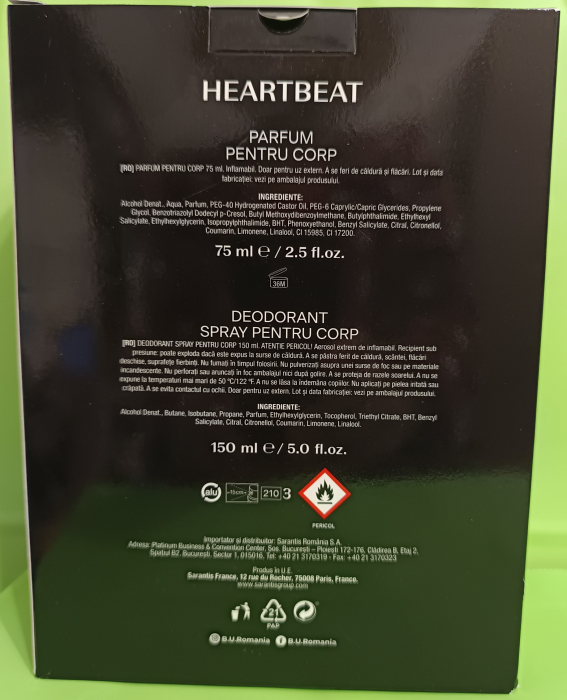 HEARTBEAT
PARFUM
PENTRU CORP
[RO] PARFUM PENTRU CORP 75 ml. Inflamabil. Doar pentru uz extern. A se feri de căldură și flăcări. Lot și data
fabricației: vezi pe ambalajul produsului.
INGREDIENTE:
Alcohol Denat., Aqua, Parfum, PEG-40 Hydrogenated Castor Oil, PEG-6 Caprylic/Capric Glycerides, Propylene
Glycol, Benzotriazolyl Dodecyl p-Cresol, Butyl Methoxydibenzoylmethane, Butylphthalimide, Ethylhexyl
Salicylate, Ethylhexylglycerin, Isopropylphthalimide, BHT, Phenoxyethanol, Benzyl Salicylate, Citral, Citronellol,
Coumarin, Limonene, Linalool, CI 15985, CI 17200.
75 ml e / 2.5 fl.oz.
36M
DEODORANT
SPRAY PENTRU CORP
[RO] DEODORANT SPRAY PENTRU CORP 150 ml. ATENȚIE PERICOL! Aerosol extrem de inflamabil. Recipient sub
presiune: poate exploda dacă este expus la surse de căldură. A se păstra ferit de căldură, scântei, flăcări
deschise, suprafețe fierbinți. Nu fumați în timpul folosirii. Nu pulverizați asupra unei surse de foc sau pe materiale
incandescente. Nu perforați sau aruncați în foc ambalajul nici după golire. A se proteja de razele soarelui. A nu se
expune la temperaturi mai mari de 50 °C/122 °F. A nu se lăsa la îndemâna copiilor. Nu aplicați pe pielea iritată sau
crăpată. A se evita contactul cu ochii. Doar pentru uz extern. Lot și data fabricației: vezi pe ambalajul produsului.
INGREDIENTE:
Alcohol Denat., Butane, Isobutane, Propane, Parfum, Ethylhexylglycerin, Tocopherol, Triethyl Citrate, BHT, Benzyl
Salicylate, Citral, Citronellol, Coumarin, Limonene, Linalool.
150 ml e / 5.0 fl.oz.
alu ~15cm 210 3
PERICOL
Importator și distribuitor: Sarantis România S.A.
Adresa: Platinum Business & Convention Center, Șos. București – Ploiești 172-176, Clădirea B, Etaj 2,
Spațiul B2, București, Sector 1, 015016, Tel: +40 21 3170319 - Fax: +40 21 3170323
Produs în U.E.
Sarantis France, 12 rue du Rocher, 75008 Paris, France.
www.sarantisgroup.com
21
PAP
B.U.Romania B.U.Romania